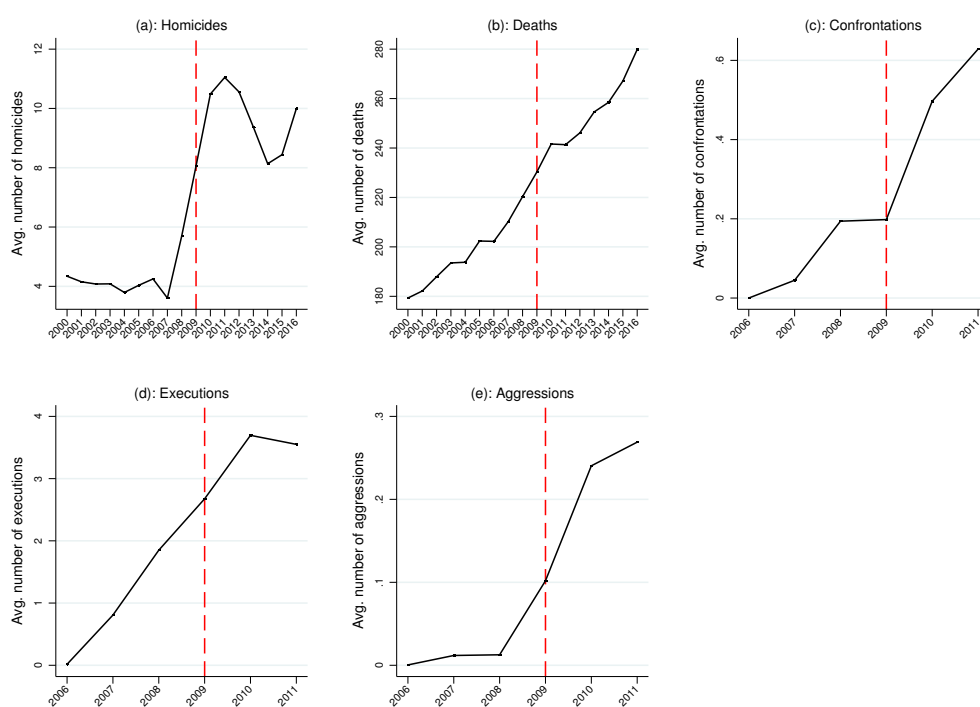 (a): Homicides
Avg. number of homicides
12
10
8
6
4
2000 2001 2002 2003 2004 2005 2006 2007 2008 2009 2010 2011 2012 2013 2014 2015 2016
(b): Deaths
Avg. number of deaths
280
260
240
220
200
180
2000 2001 2002 2003 2004 2005 2006 2007 2008 2009 2010 2011 2012 2013 2014 2015 2016
(c): Confrontations
Avg. number of confrontations
.6
.4
.2
0
2006 2007 2008 2009 2010 2011
(d): Executions
Avg. number of executions
4
3
2
1
0
2006 2007 2008 2009 2010 2011
(e): Aggressions
Avg. number of aggressions
.3
.2
.1
0
2006 2007 2008 2009 2010 2011